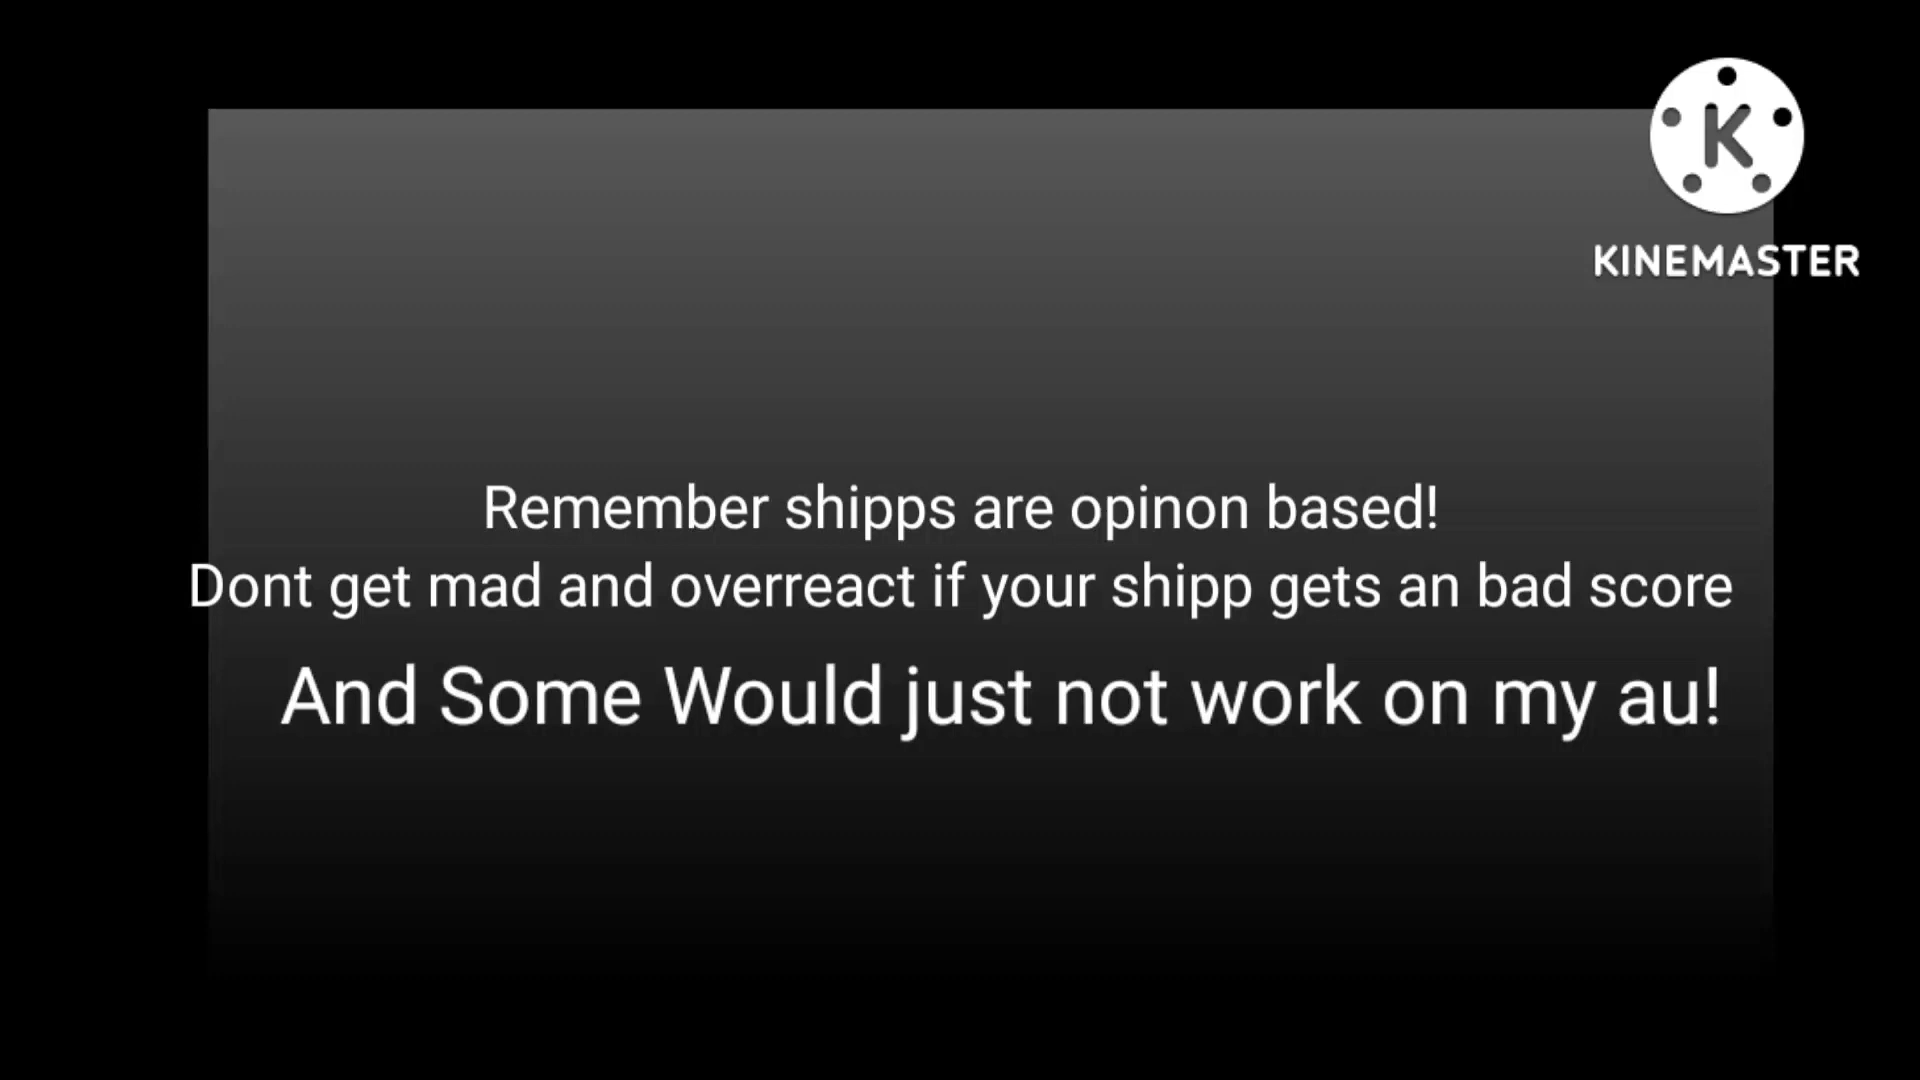 K
KINEMASTER
Remember shipps are opinon based!
Dont get mad and overreact if your shipp gets an bad score
And Some Would just not work on my au!